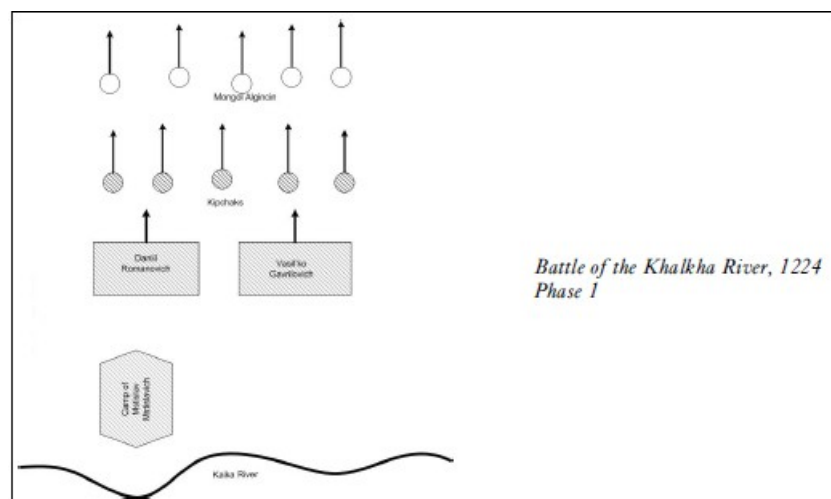 Mongol Algincin
Kipchaks
Daniil
Romanovich
Vasil'ko
Gavrilovich
Camp of
Mstislav
Mstislavich
Kalka River
Battle of the Khalkha River, 1224
Phase 1